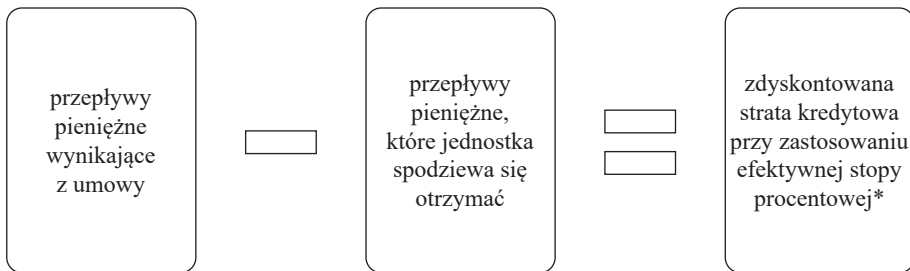 przepływy
pieniężne
wynikające
z umowy
przepływy
pieniężne,
które jednostka
spodziewa się
otrzymać
zdyskontowana
strata kredytowa
przy zastosowaniu
efektywnej stopy
procentowej*